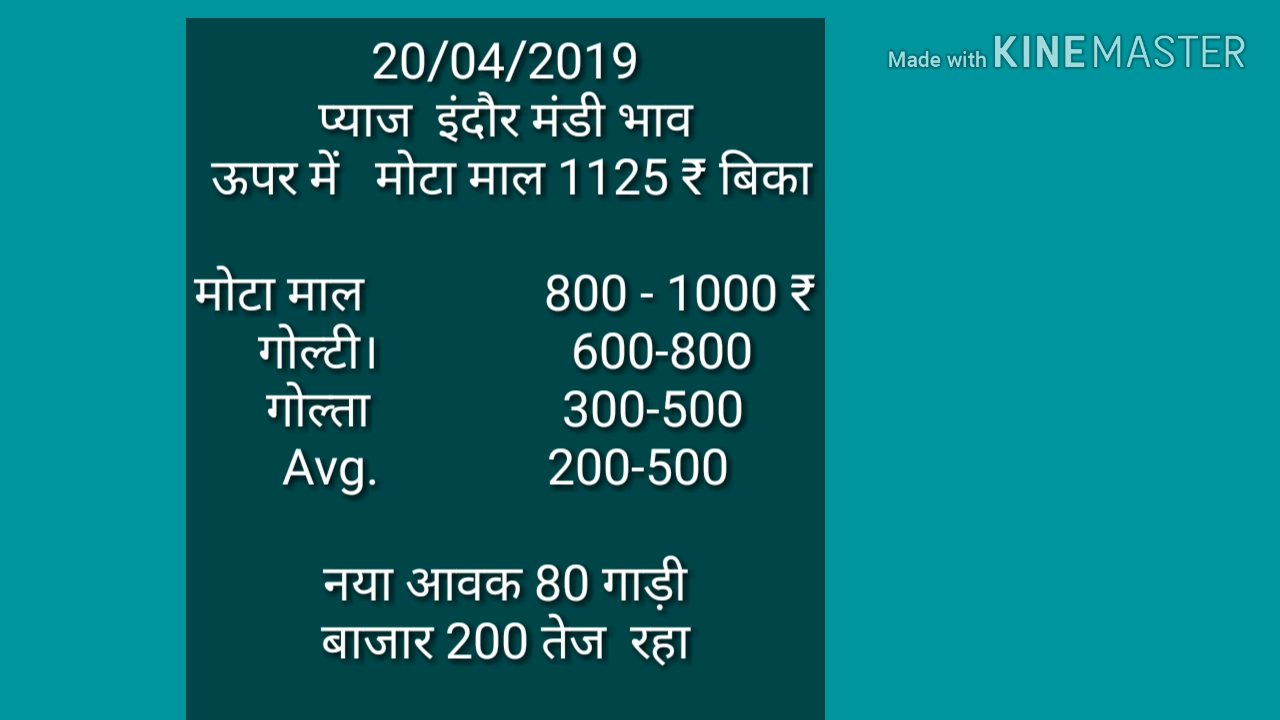 20/04/2019
प्याज इंदौर मंडी भाव
ऊपर में मोटा माल 1125 ₹ बिका
मोटा माल 800 - 1000 ₹
गोल्टी। 600-800
गोल्ता 300-500
Avg. 200-500
नया आवक 80 गाड़ी
बाजार 200 तेज रहा
Made with KINEMASTER